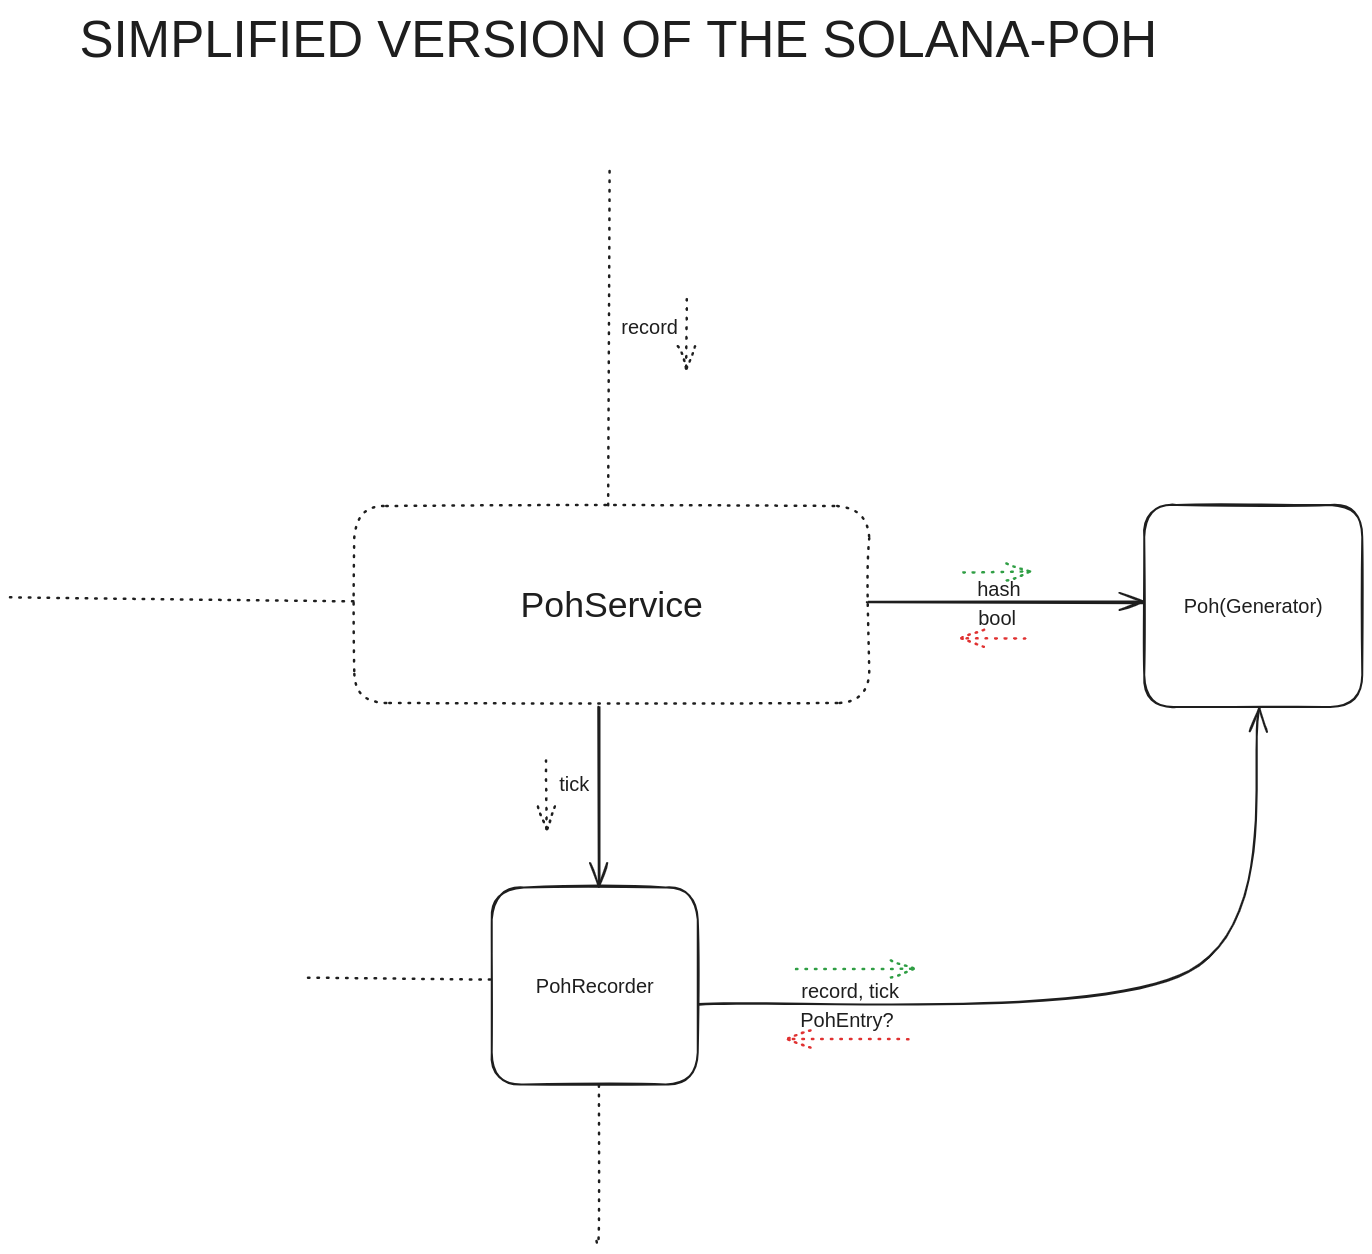 SIMPLIFIED VERSION OF THE SOLANA-POH
record
PohService
hash
bool
Poh(Generator)
tick
PohRecorder
record, tick
PohEntry?